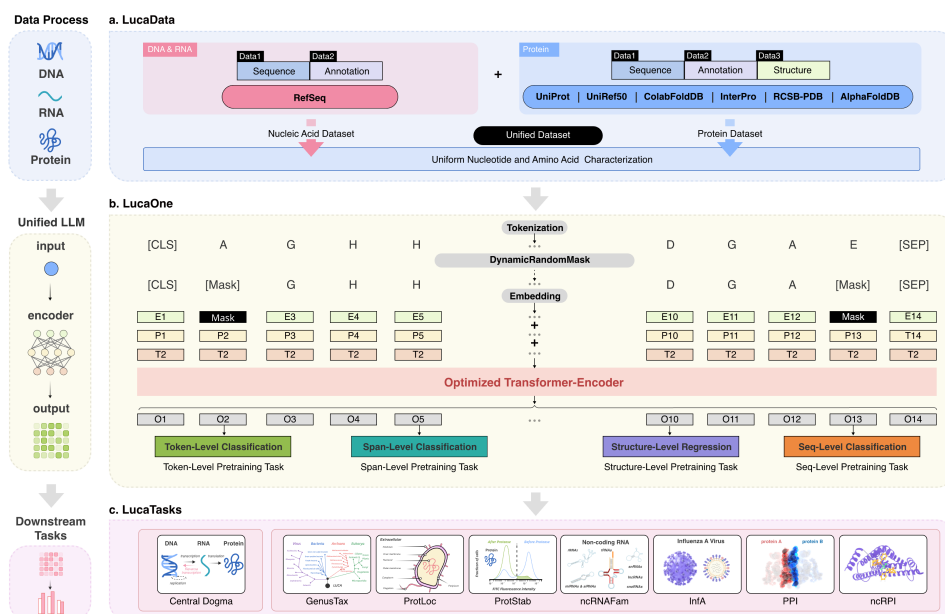 Data Process
DNA
RNA
Protein
Unified LLM
input
encoder
output
Downstream
Tasks
a. LucaData
DNA & RNA
Data1
Data2
Sequence
Annotation
RefSeq
+
Protein
Data1
Data2
Data3
Sequence
Annotation
Structure
UniProt | UniRef50 | ColabFoldDB | InterPro | RCSB-PDB | AlphaFoldDB
Nucleic Acid Dataset
Unified Dataset
Protein Dataset
Uniform Nucleotide and Amino Acid Characterization
b. LucaOne
Tokenization
[CLS] A G H H ... D G A E [SEP]
DynamicRandomMask
[CLS] [Mask] G H H D G A [Mask] [SEP]
Embedding
E1 Mask E3 E4 E5 ... E10 E11 E12 Mask E14
+
P1 P2 P3 P4 P5 ... P10 P11 P12 P13 T14
+
T2 T2 T2 T2 T2 ... T2 T2 T2 T2 T2
Optimized Transformer-Encoder
O1 O2 O3 O4 O5 ... O10 O11 O12 O13 O14
Token-Level Classification
Span-Level Classification
Structure-Level Regression
Seq-Level Classification
Token-Level Pretraining Task
Span-Level Pretraining Task
Structure-Level Pretraining Task
Seq-Level Pretraining Task
c. LucaTasks
DNA RNA Protein
transcription translation
replication
Central Dogma
LUCA
GenusTax
Extracellular
ProtLoc
Protein
ProtStab
Non-coding RNA
ncRNAFam
Influenza A Virus
InfA
protein A protein B
PPI
ncRPI